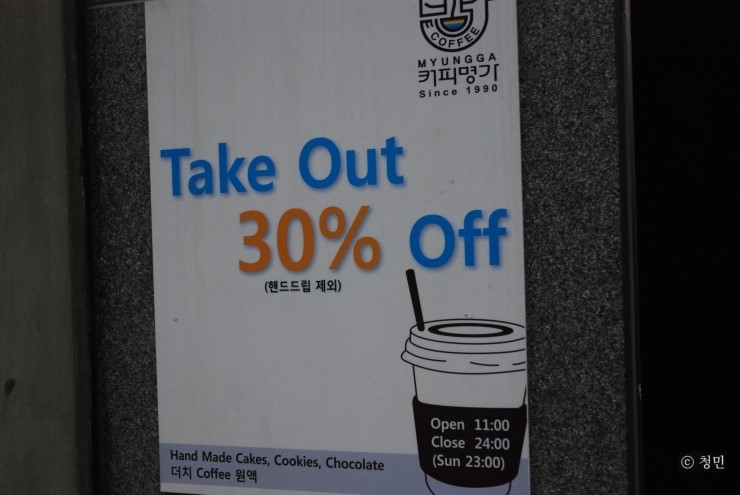 COFFEE
MYUNGGA
커피명가
Since 1990
Take Out
30% Off
(핸드드립 제외)
Open 11:00
Close 24:00
(Sun 23:00)
Hand Made Cakes, Cookies, Chocolate
더치 Coffee 원액
© 청민